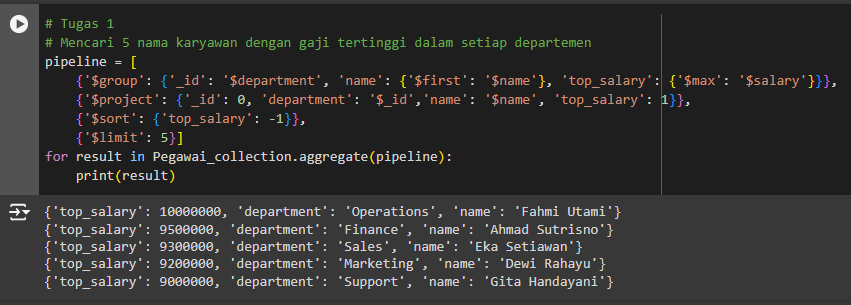 # Tugas 1
# Mencari 5 nama karyawan dengan gaji tertinggi dalam setiap departemen
pipeline = [
    {'$group': {'_id': '$department', 'name': {'$first': '$name'}, 'top_salary': {'$max': '$salary'}}},
    {'$project': {'_id': 0, 'department': '$_id','name': '$name', 'top_salary': 1}},
    {'$sort': {'top_salary': -1}},
    {'$limit': 5}]
for result in Pegawai_collection.aggregate(pipeline):
    print(result)
{'top_salary': 10000000, 'department': 'Operations', 'name': 'Fahmi Utami'}
{'top_salary': 9500000, 'department': 'Finance', 'name': 'Ahmad Sutrisno'}
{'top_salary': 9300000, 'department': 'Sales', 'name': 'Eka Setiawan'}
{'top_salary': 9200000, 'department': 'Marketing', 'name': 'Dewi Rahayu'}
{'top_salary': 9000000, 'department': 'Support', 'name': 'Gita Handayani'}